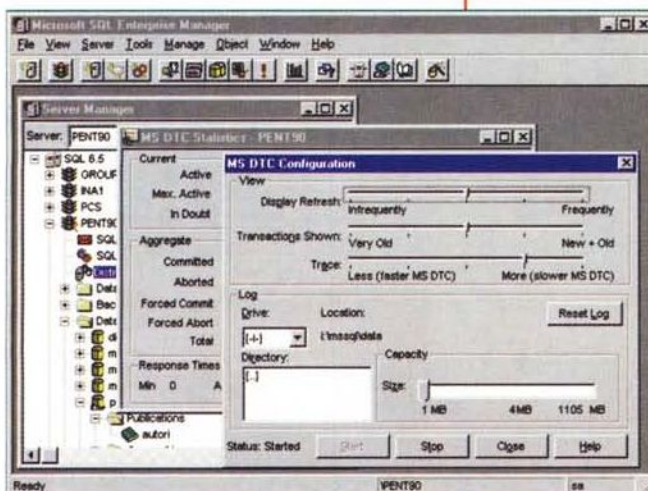 Microsoft SQL Enterprise Manager
File View Server Tools Manage Object Window Help
Server Manager
Server: PENT90
MS DTC Statistics - PENT90
SQL 6.5
GROUP
INA1
PCS
PENT90
SQL
SQL
Distr
Data
Bac
Data
di
m
m
m
p
Publications
autori
Current
Active
Max. Active
In Doubt
Aggregate
Committed
Aborted
Forced Commit
Forced Abort
Total
Response Times
Min 0 A
MS DTC Configuration
View
Display Refresh:
Infrequently Frequently
Transactions Shown:
Very Old New + Old
Trace:
Less (faster MS DTC) More (slower MS DTC)
Log
Drive: Location: Reset Log
[-i-] i:\mssql\data
Directory: Capacity
[..]
Size:
1 MB 4MB 1105 MB
Status: Started Start Stop Close Help
Ready \PENT90 sa